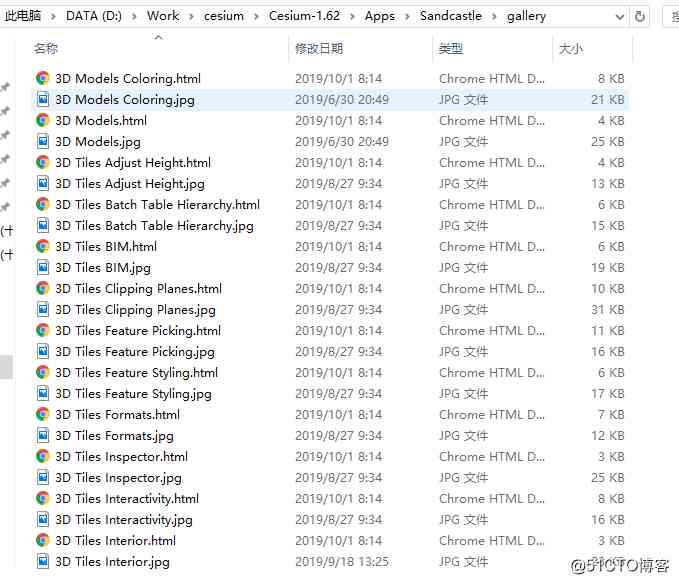 此电脑 > DATA (D:) > Work > cesium > Cesium-1.62 > Apps > Sandcastle > gallery
名称 修改日期 类型 大小
3D Models Coloring.html 2019/10/1 8:14 Chrome HTML D... 8 KB
3D Models Coloring.jpg 2019/6/30 20:49 JPG 文件 21 KB
3D Models.html 2019/10/1 8:14 Chrome HTML D... 4 KB
3D Models.jpg 2019/6/30 20:49 JPG 文件 25 KB
3D Tiles Adjust Height.html 2019/10/1 8:14 Chrome HTML D... 4 KB
3D Tiles Adjust Height.jpg 2019/8/27 9:34 JPG 文件 13 KB
3D Tiles Batch Table Hierarchy.html 2019/10/1 8:14 Chrome HTML D... 6 KB
3D Tiles Batch Table Hierarchy.jpg 2019/8/27 9:34 JPG 文件 15 KB
3D Tiles BIM.html 2019/10/1 8:14 Chrome HTML D... 6 KB
3D Tiles BIM.jpg 2019/8/27 9:34 JPG 文件 19 KB
3D Tiles Clipping Planes.html 2019/10/1 8:14 Chrome HTML D... 10 KB
3D Tiles Clipping Planes.jpg 2019/8/27 9:34 JPG 文件 31 KB
3D Tiles Feature Picking.html 2019/10/1 8:14 Chrome HTML D... 11 KB
3D Tiles Feature Picking.jpg 2019/8/27 9:34 JPG 文件 16 KB
3D Tiles Feature Styling.html 2019/10/1 8:14 Chrome HTML D... 6 KB
3D Tiles Feature Styling.jpg 2019/8/27 9:34 JPG 文件 17 KB
3D Tiles Formats.html 2019/10/1 8:14 Chrome HTML D... 7 KB
3D Tiles Formats.jpg 2019/8/27 9:34 JPG 文件 12 KB
3D Tiles Inspector.html 2019/10/1 8:14 Chrome HTML D... 3 KB
3D Tiles Inspector.jpg 2019/8/27 9:34 JPG 文件 25 KB
3D Tiles Interactivity.html 2019/10/1 8:14 Chrome HTML D... 8 KB
3D Tiles Interactivity.jpg 2019/8/27 9:34 JPG 文件 16 KB
3D Tiles Interior.html 2019/10/1 8:14 Chrome HTML D... 3 KB
3D Tiles Interior.jpg 2019/9/18 13:25 JPG 文件 KB
@51CTO博客